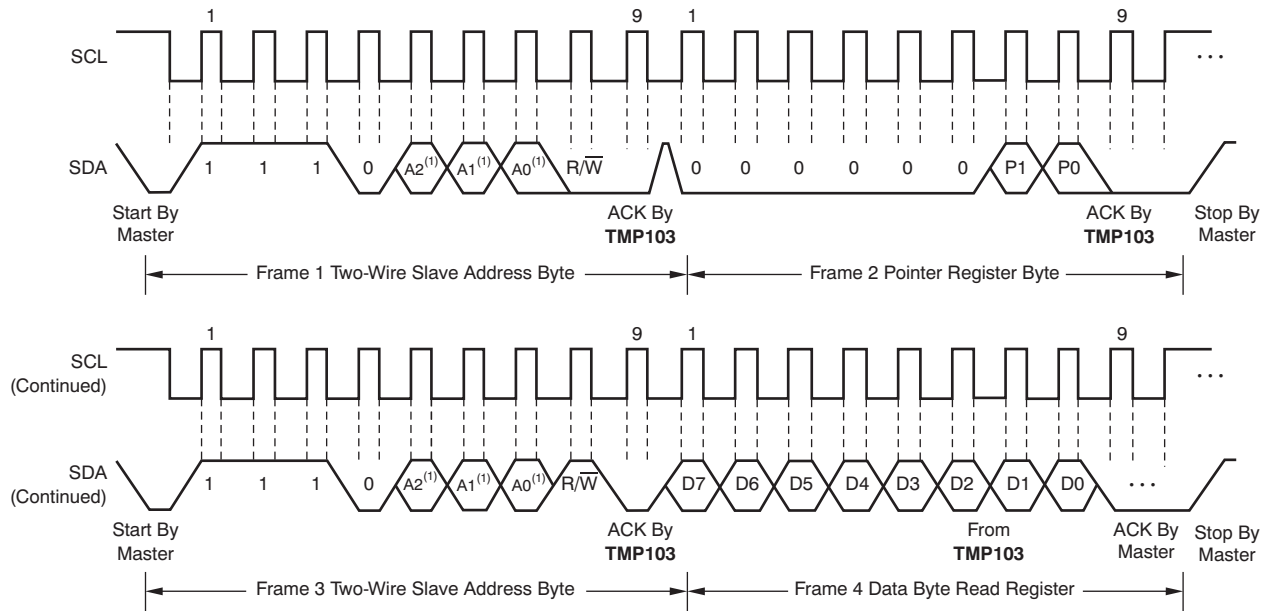 1 9 1 9
SCL ...
SDA 1 1 1 0 A2(1) A1(1) A0(1) R/W̅ 0 0 0 0 0 0 P1 P0
Start By
Master
ACK By
TMP103
ACK By
TMP103
Stop By
Master
Frame 1 Two-Wire Slave Address Byte
Frame 2 Pointer Register Byte
1 9 1 9
SCL
(Continued)
...
SDA
(Continued)
1 1 1 0 A2(1) A1(1) A0(1) R/W̅ D7 D6 D5 D4 D3 D2 D1 D0 ...
Start By
Master
ACK By
TMP103
From
TMP103
ACK By
Master
Stop By
Master
Frame 3 Two-Wire Slave Address Byte
Frame 4 Data Byte Read Register